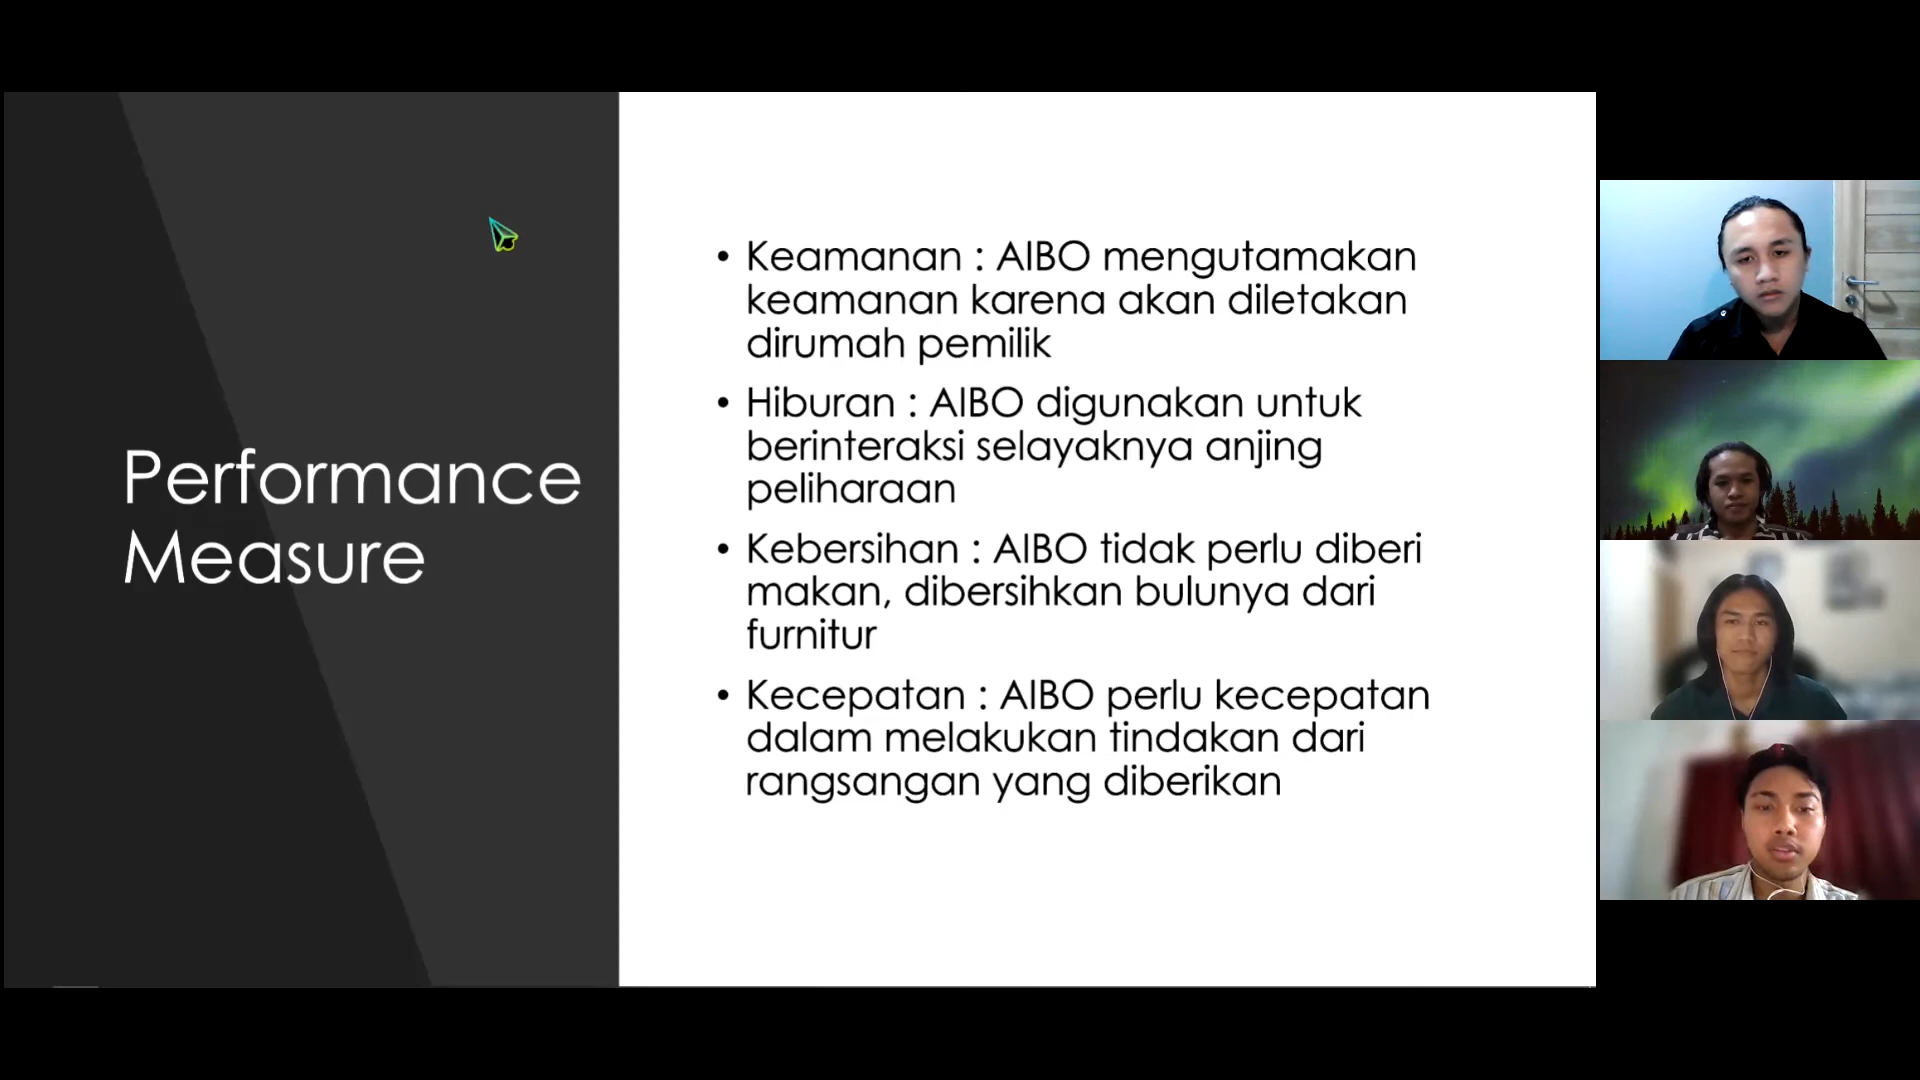 Performance
Measure
• Keamanan : AIBO mengutamakan
keamanan karena akan diletakan
dirumah pemilik
• Hiburan : AIBO digunakan untuk
berinteraksi selayaknya anjing
peliharaan
• Kebersihan : AIBO tidak perlu diberi
makan, dibersihkan bulunya dari
furnitur
• Kecepatan : AIBO perlu kecepatan
dalam melakukan tindakan dari
rangsangan yang diberikan